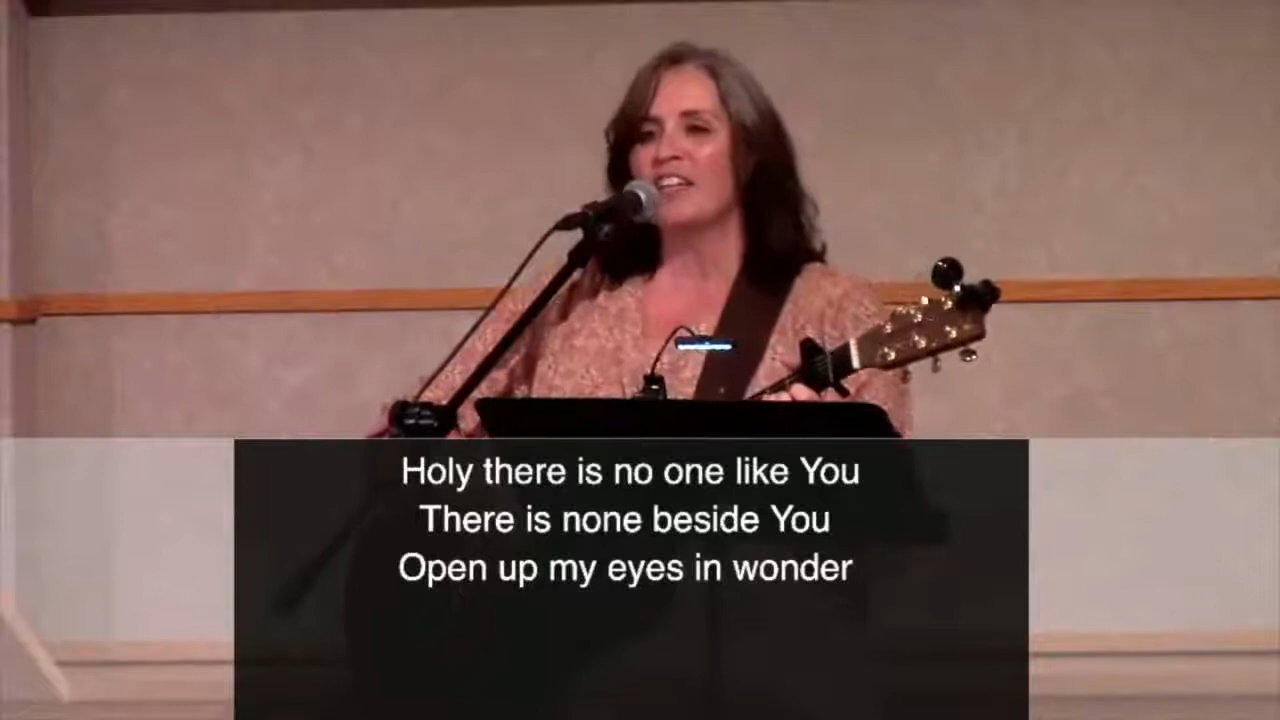 Holy there is no one like You
There is none beside You
Open up my eyes in wonder